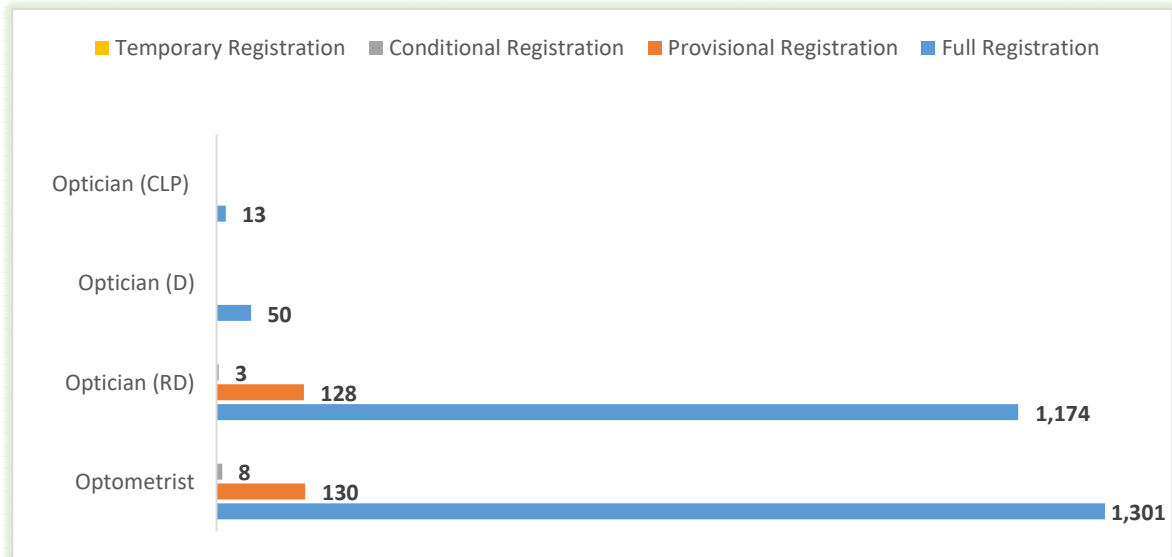 Temporary Registration Conditional Registration Provisional Registration Full Registration
Optician (CLP)
13
Optician (D)
50
3
Optician (RD)
128
1,174
8
Optometrist
130
1,301